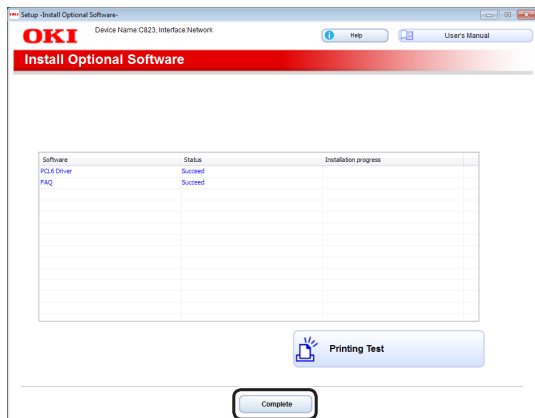 OKI Setup -Install Optional Software-
OKI Device Name:C823, Interface:Network Help User's Manual
Install Optional Software
Software Status Installation progress
PCL6 Driver Succeed
FAQ Succeed
Printing Test
Complete